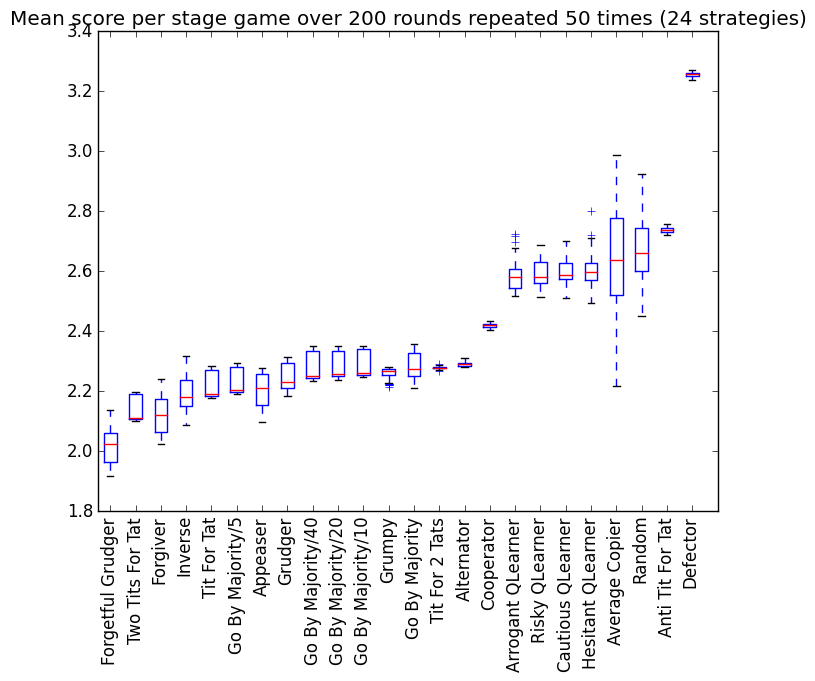 Mean score per stage game over 200 rounds repeated 50 times (24 strategies)
3.4
3.2
3.0
2.8
2.6
2.4
2.2
2.0
1.8
Forgetful Grudger
Two Tits For Tat
Forgiver
Inverse
Tit For Tat
Go By Majority/5
Appeaser
Grudger
Go By Majority/40
Go By Majority/20
Go By Majority/10
Grumpy
Go By Majority
Tit For 2 Tats
Alternator
Cooperator
Arrogant QLearner
Risky QLearner
Cautious QLearner
Hesitant QLearner
Average Copier
Random
Anti Tit For Tat
Defector